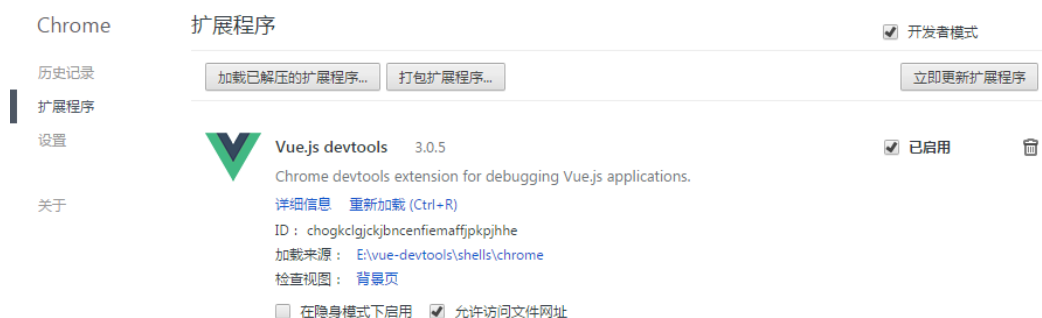 Chrome
扩展程序
开发者模式
历史记录
加载已解压的扩展程序... 打包扩展程序... 立即更新扩展程序
扩展程序
设置
Vue.js devtools 3.0.5 已启用
Chrome devtools extension for debugging Vue.js applications.
关于
详细信息 重新加载 (Ctrl+R)
ID： chogkclgjckjbncenfiemaffjpkpjhhe
加载来源： E:\vue-devtools\shells\chrome
检查视图： 背景页
在隐身模式下启用 允许访问文件网址